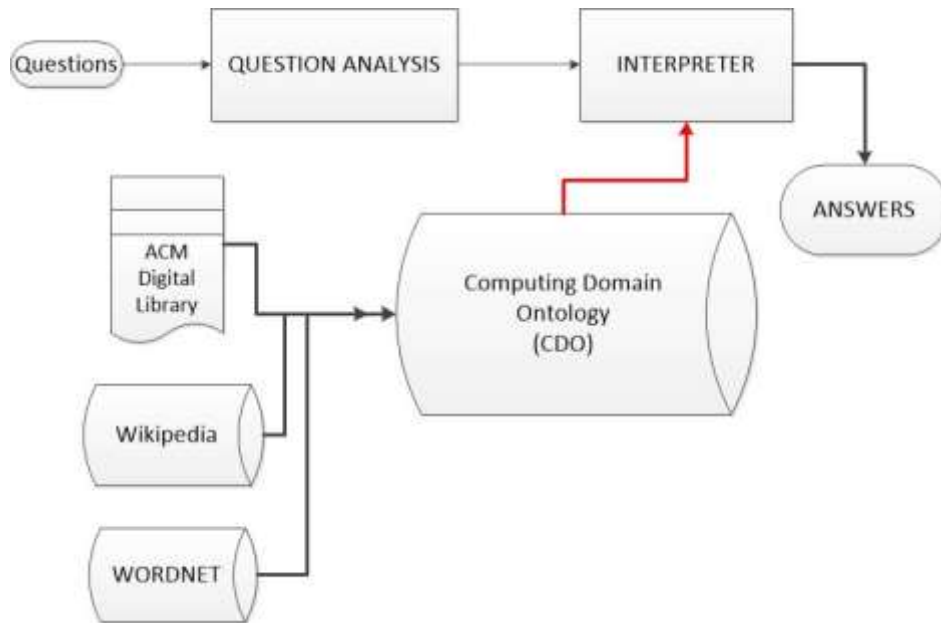 Questions
QUESTION ANALYSIS
INTERPRETER
ANSWERS
ACM
Digital
Library
Computing Domain
Ontology
(CDO)
Wikipedia
WORDNET